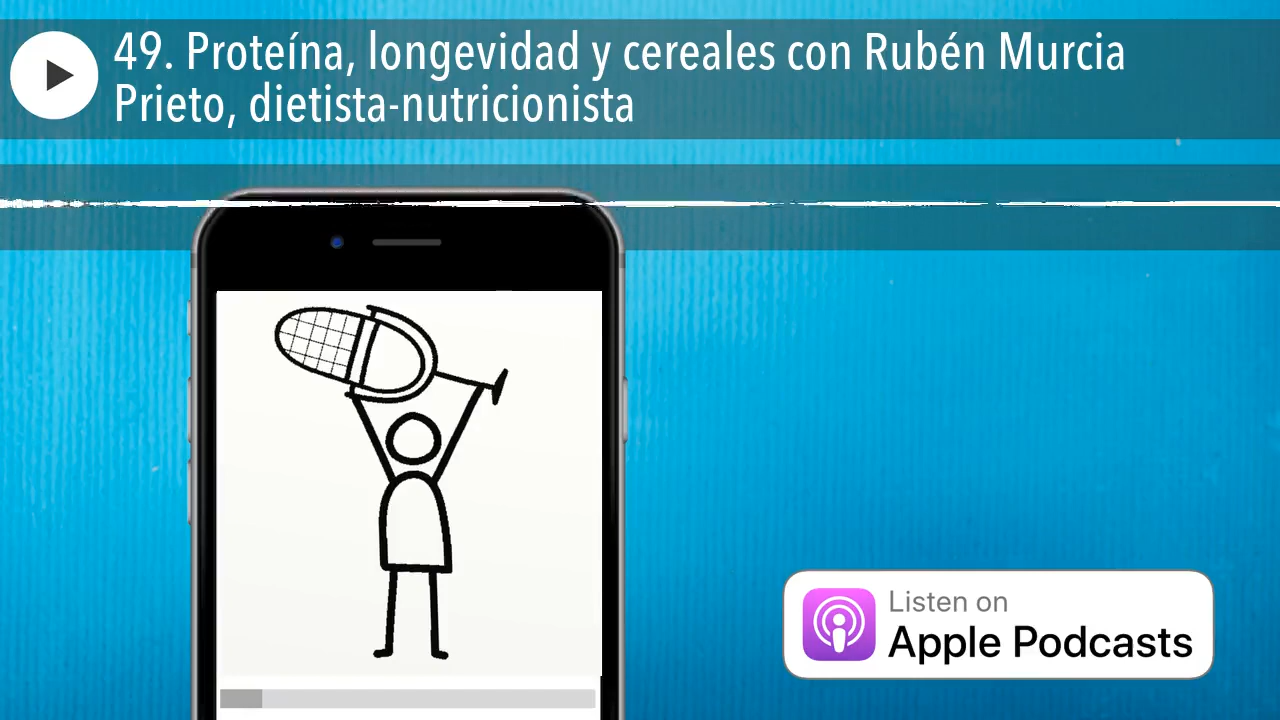 49. Proteína, longevidad y cereales con Rubén Murcia
Prieto, dietista-nutricionista
Listen on
Apple Podcasts